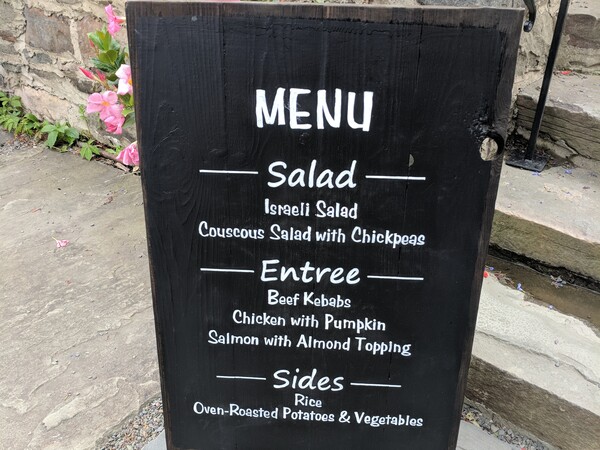 MENU
Salad
Israeli Salad
Couscous Salad with Chickpeas
Entree
Beef Kebabs
Chicken with Pumpkin
Salmon with Almond Topping
Sides
Rice
Oven-Roasted Potatoes & Vegetables